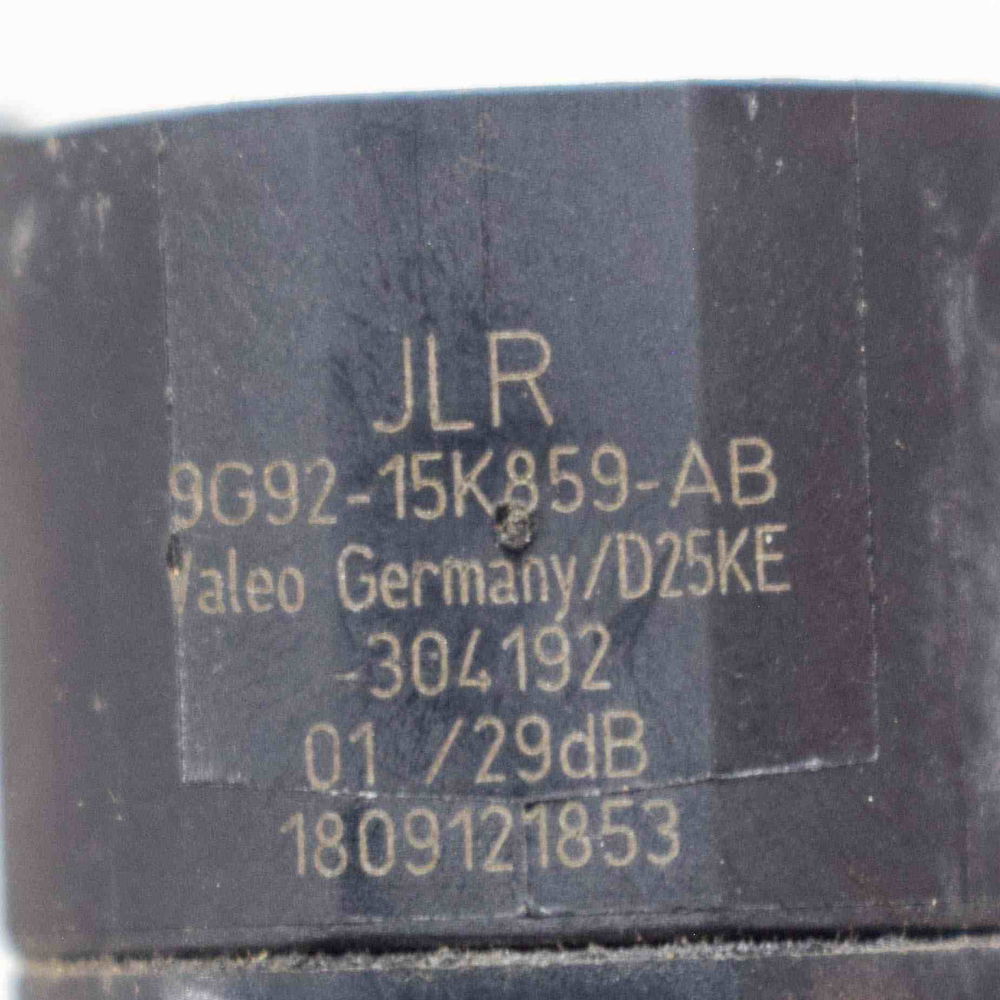 JLR
9G92-15K859-AB
Valeo Germany/D25KE
-304192
01 /29dB
1809121853